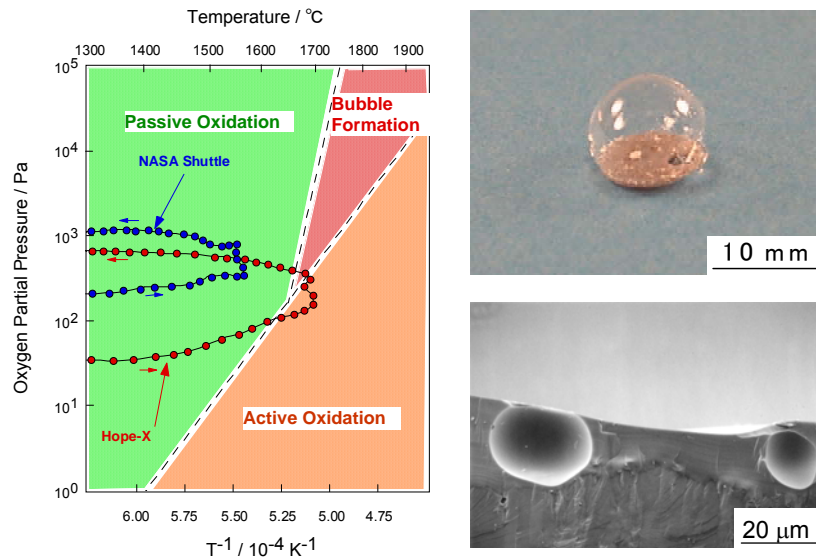 Temperature / °C
1300 1400 1500 1600 1700 1800 1900
Oxygen Partial Pressure / Pa
10⁵
10⁴
10³
10²
10¹
10⁰
Passive Oxidation
Bubble
Formation
NASA Shuttle
Hope-X
Active Oxidation
6.00 5.75 5.50 5.25 5.00 4.75
T⁻¹ / 10⁻⁴ K⁻¹
10 mm
20 μm